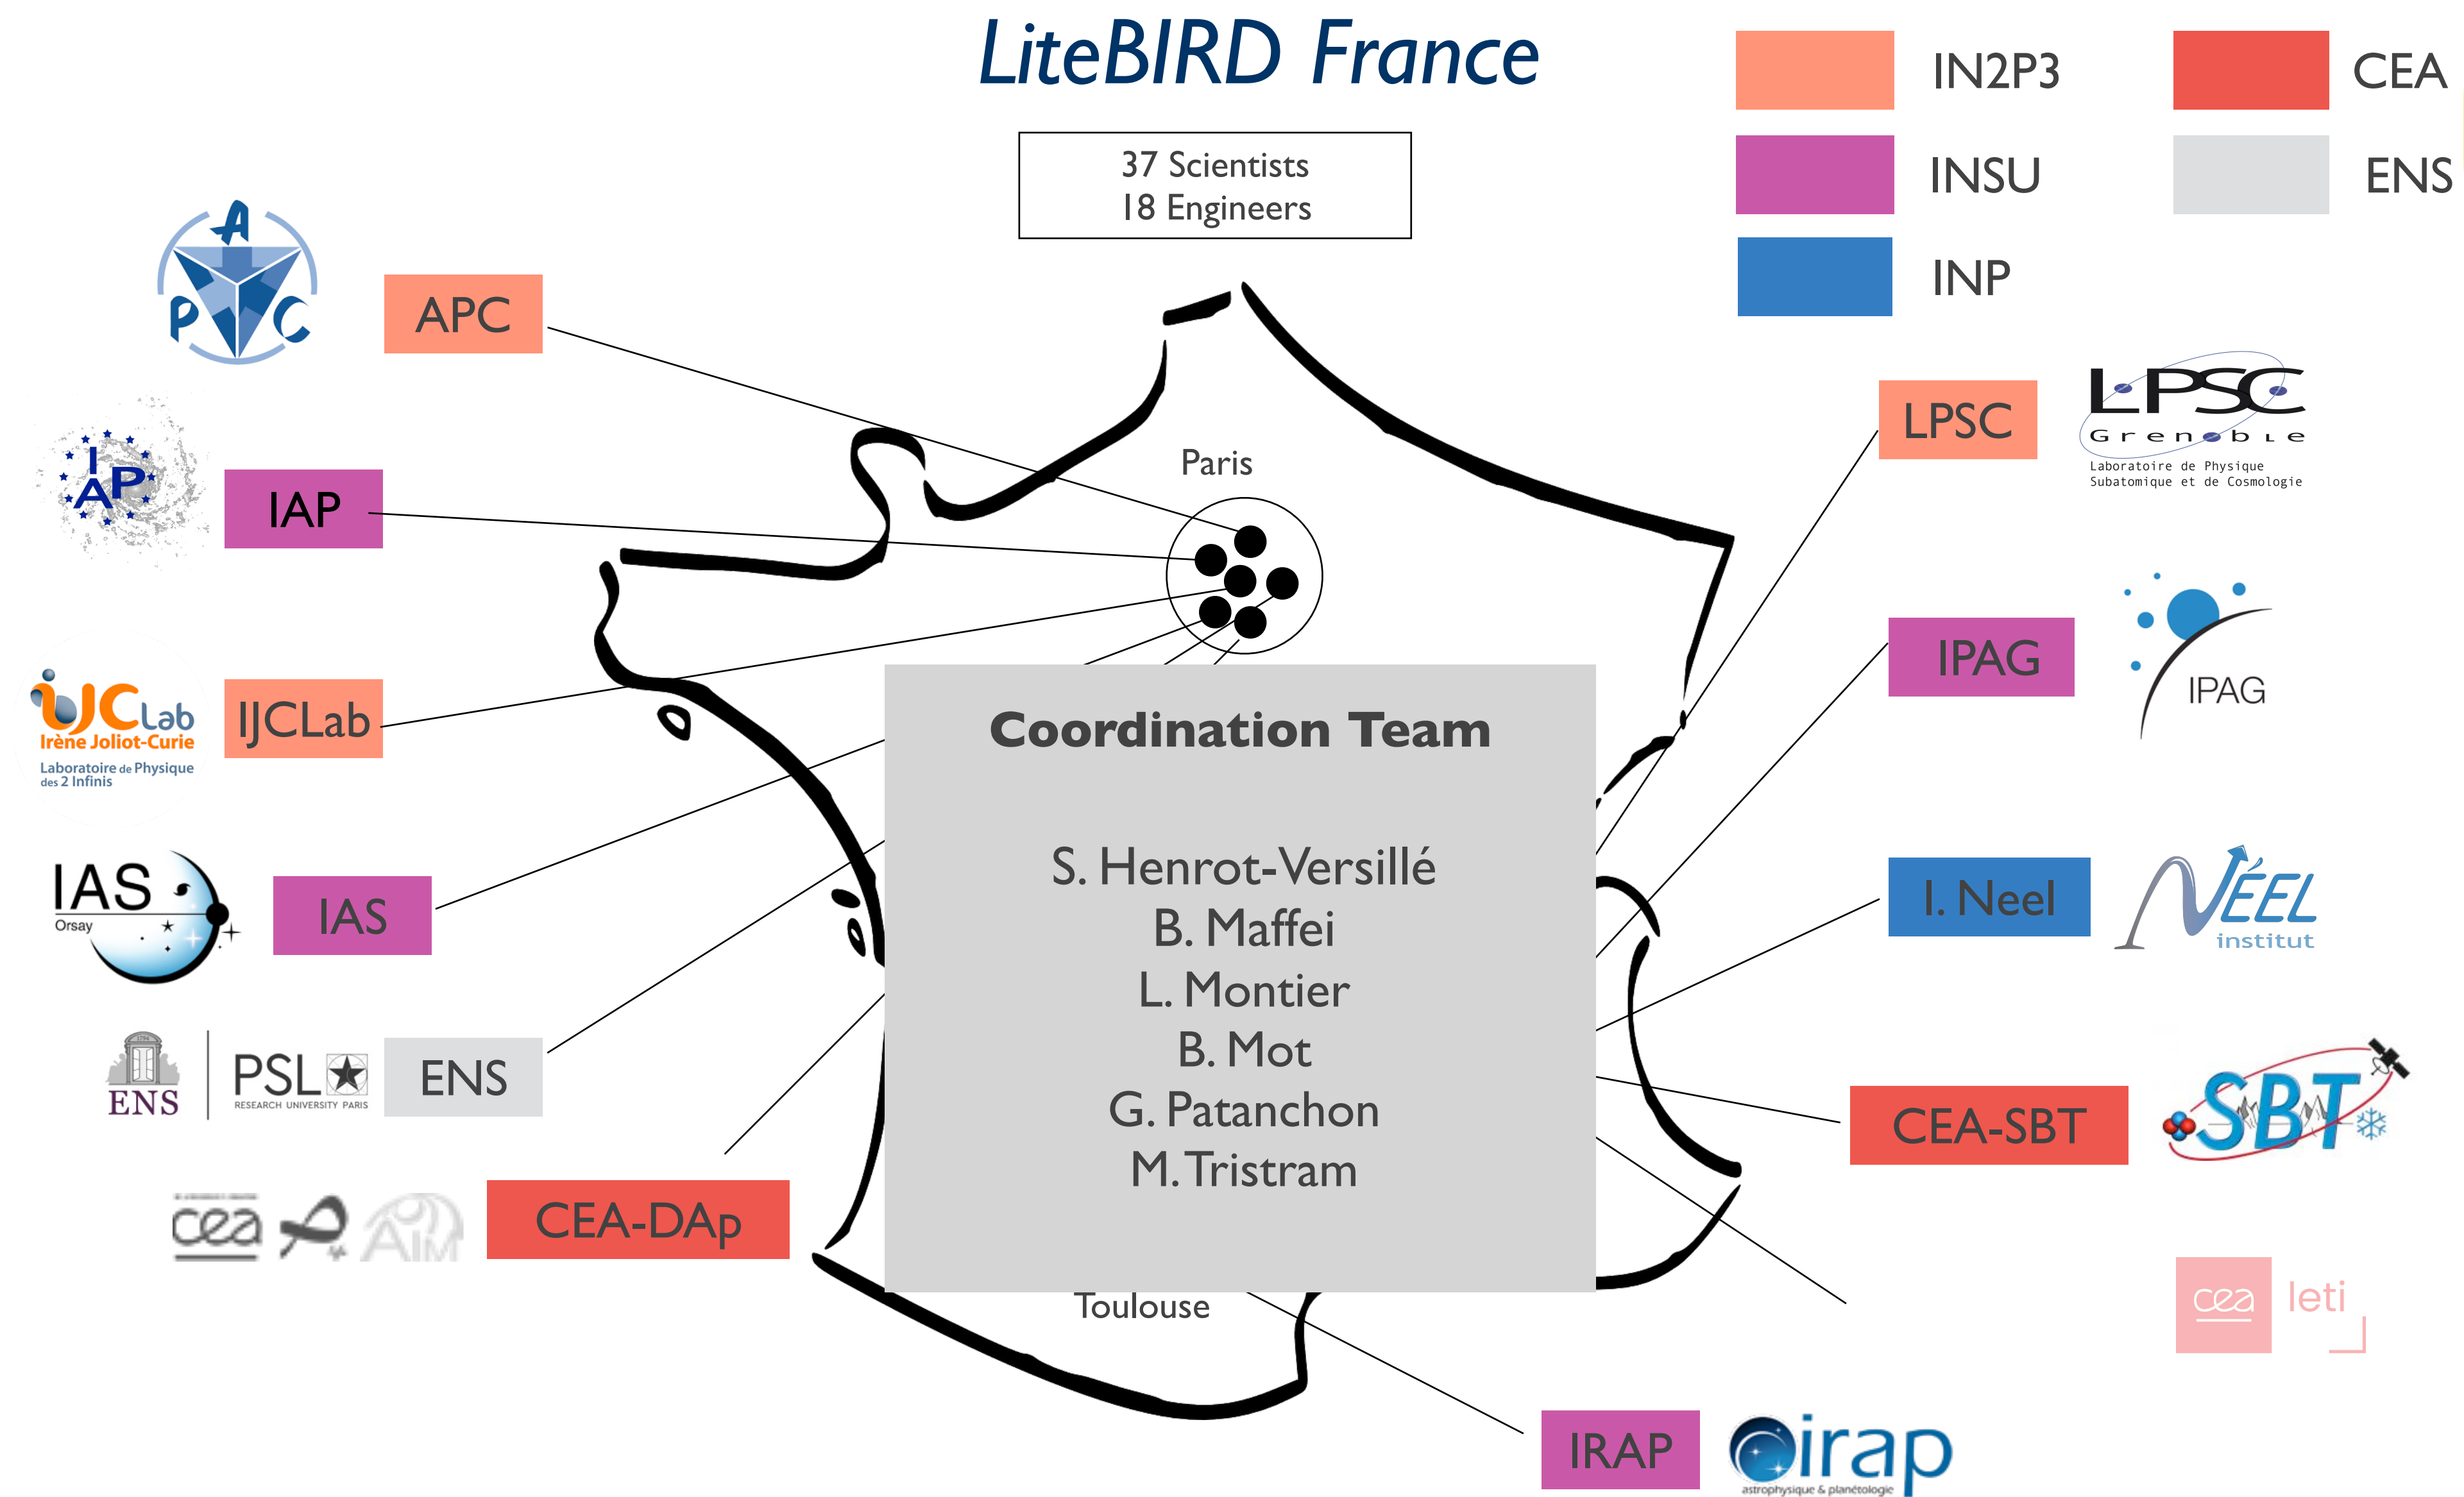 LiteBIRD France
37 Scientists
18 Engineers
IN2P3
CEA
INSU
ENS
INP
A
P
C
APC
IAP
IAP
IJCLab
Irène Joliot-Curie
Laboratoire de Physique
des 2 Infinis
IJCLab
IAS
Orsay
IAS
ENS
PSL
RESEARCH UNIVERSITY PARIS
ENS
cea
AIM
CEA-DAp
Paris
Coordination Team
S. Henrot-Versillé
B. Maffei
L. Montier
B. Mot
G. Patanchon
M. Tristram
Toulouse
LPSC
LPSC
Grenoble
Laboratoire de Physique
Subatomique et de Cosmologie
IPAG
IPAG
I. Neel
NÉEL
institut
CEA-SBT
SBT
cea
leti
IRAP
irap
astrophysique & planétologie